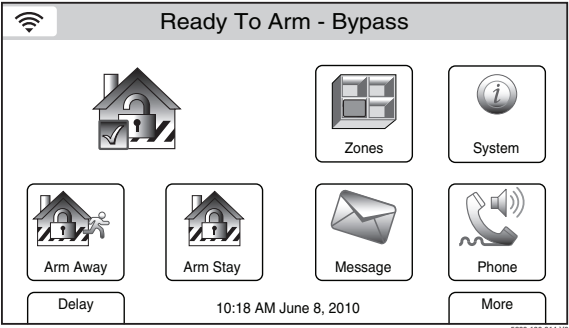 Ready To Arm - Bypass
Zones
System
Arm Away
Arm Stay
Message
Phone
Delay
10:18 AM June 8, 2010
More